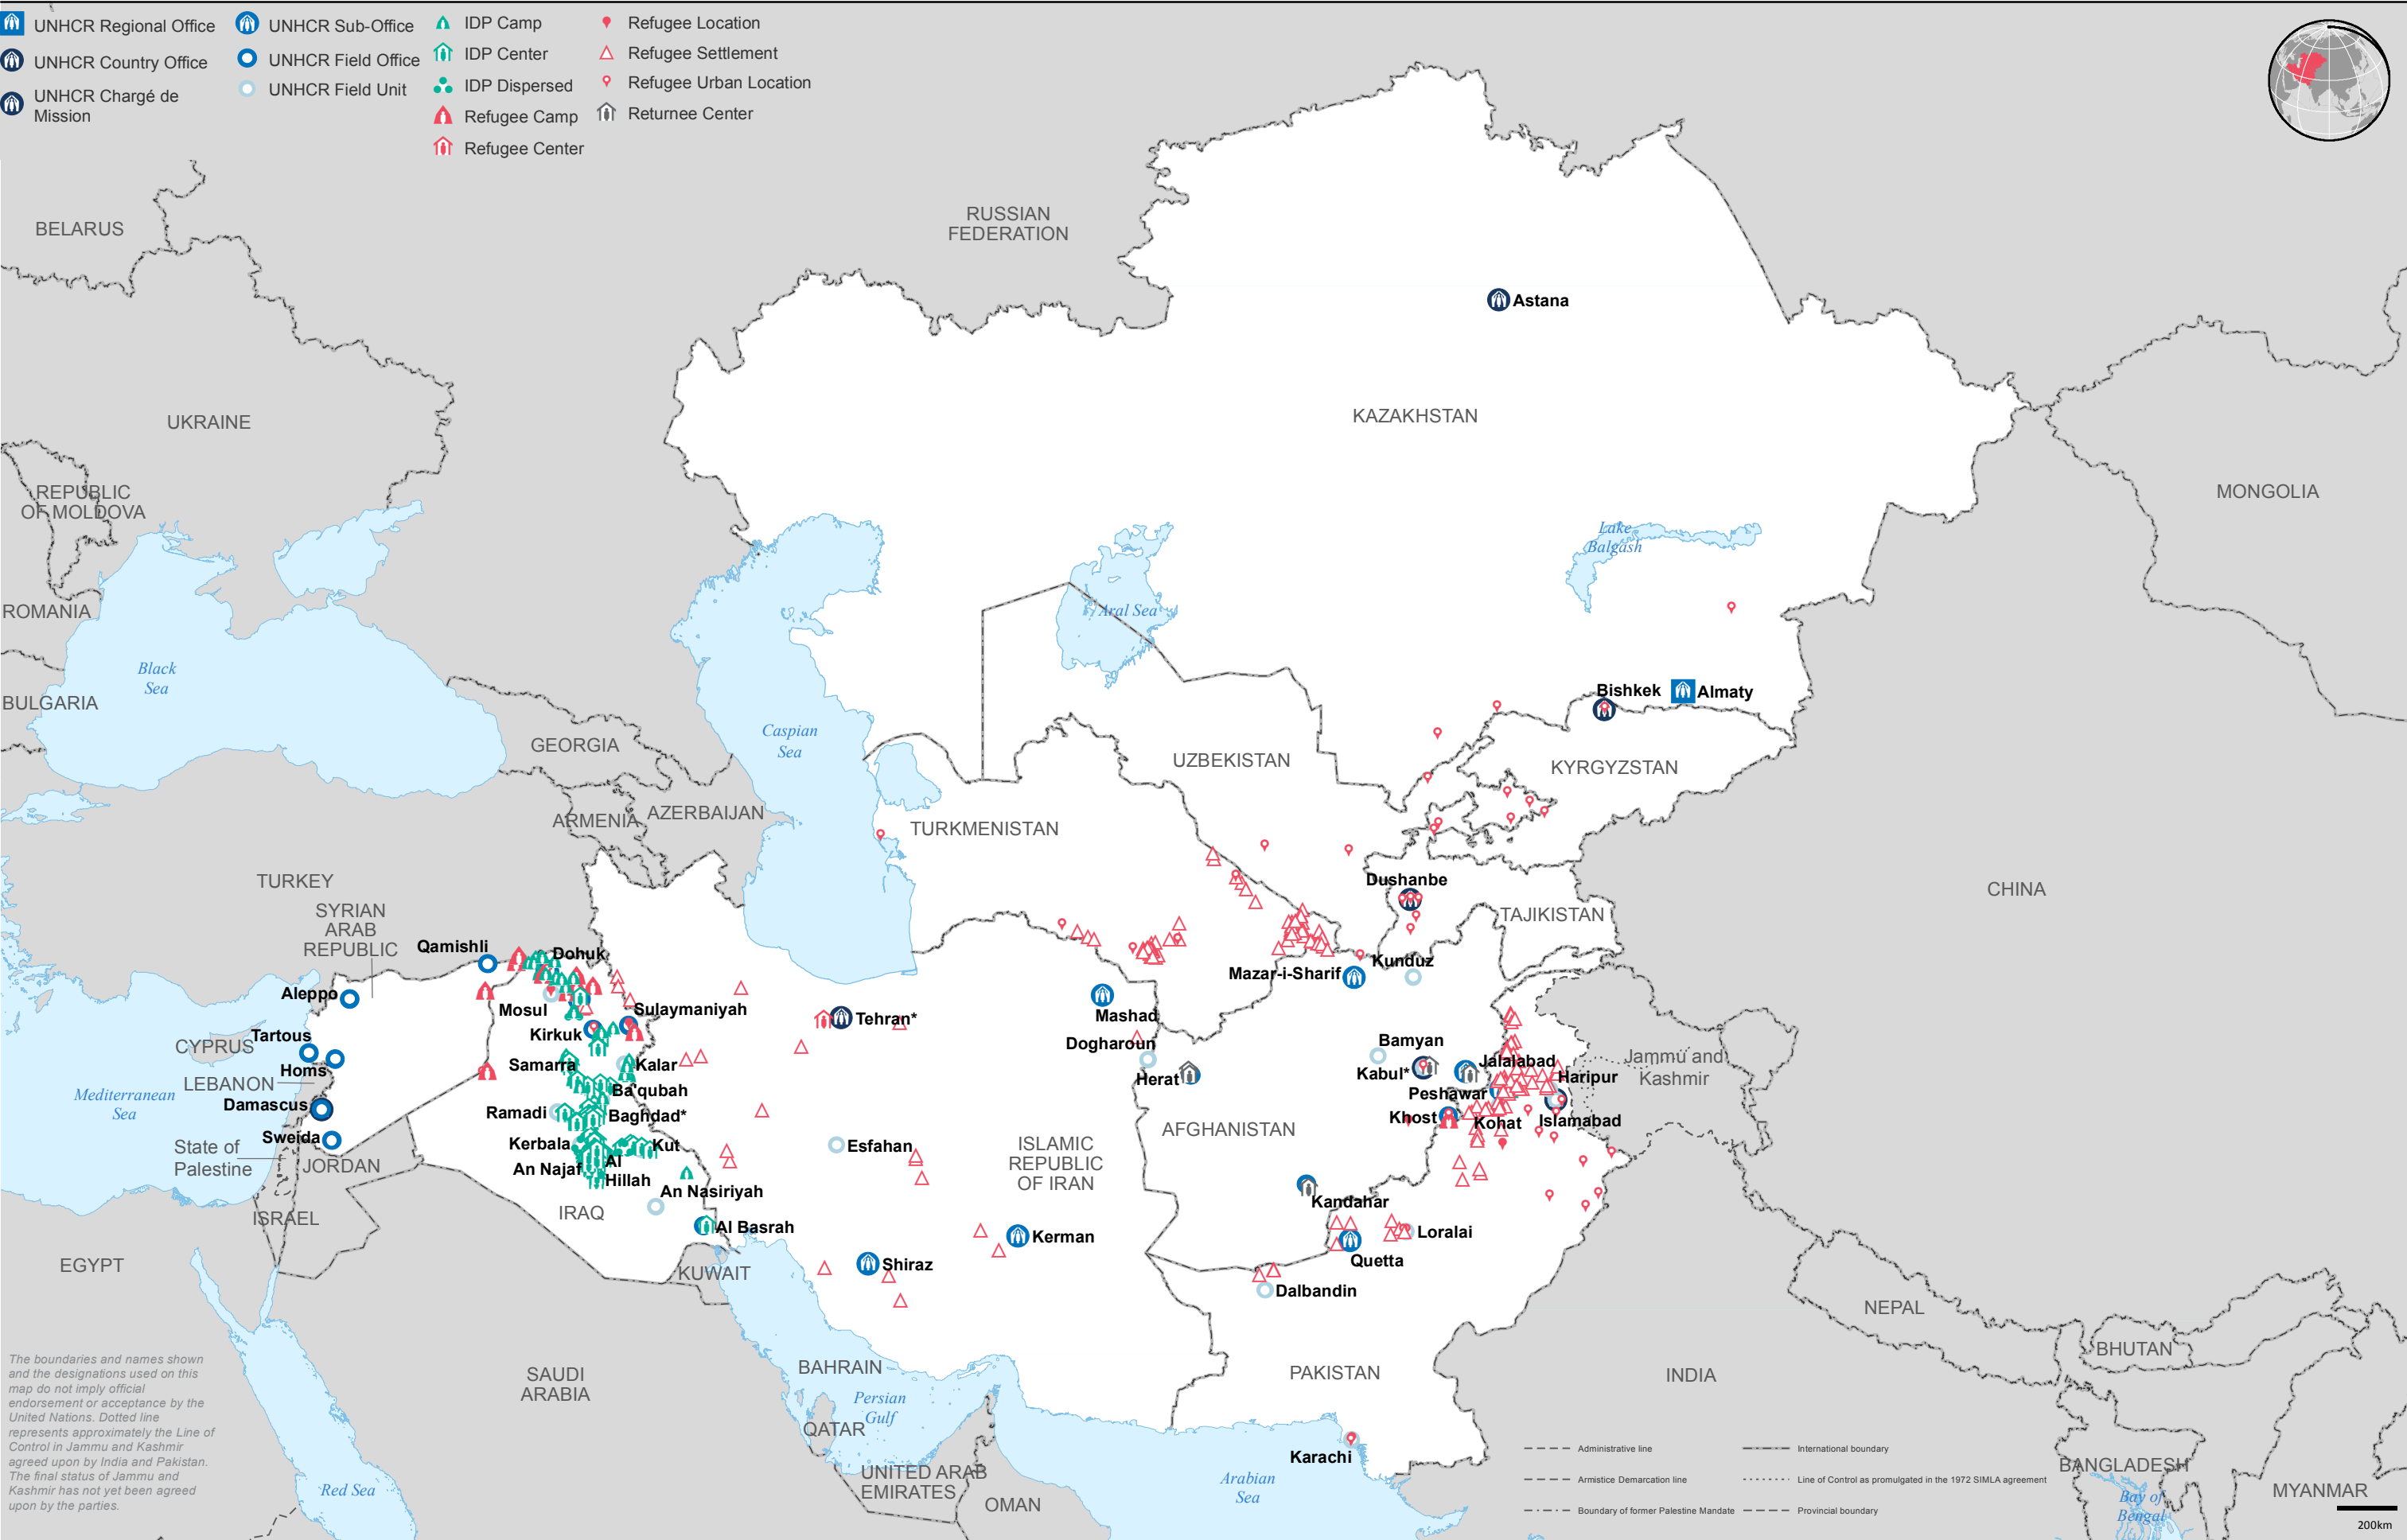 UNHCR Regional Office
UNHCR Country Office
UNHCR Chargé de
Mission
UNHCR Sub-Office
UNHCR Field Office
UNHCR Field Unit
IDP Camp
IDP Center
IDP Dispersed
Refugee Camp
Refugee Center
Refugee Location
Refugee Settlement
Refugee Urban Location
Returnee Center
BELARUS
RUSSIAN
FEDERATION
Astana
KAZAKHSTAN
UKRAINE
REPUBLIC
OF MOLDOVA
MONGOLIA
Lake
Balgash
ROMANIA
Aral Sea
Black
Sea
BULGARIA
Bishkek
Almaty
Caspian
Sea
GEORGIA
UZBEKISTAN
KYRGYZSTAN
ARMENIA
AZERBAIJAN
TURKMENISTAN
TURKEY
Dushanbe
CHINA
SYRIAN
ARAB
REPUBLIC
TAJIKISTAN
Qamishli
Dohuk
Kunduz
Mazar-i-Sharif
Aleppo
Mosul
Sulaymaniyah
Tehran*
Mashad
Tartous
Kirkuk
CYPRUS
Dogharoun
Bamyan
Jammu and
Kashmir
Homs
Samarra
Kalar
Jalalabad
Kabul*
Herat
Haripur
LEBANON
Ba'qubah
Mediterranean
Sea
Peshawar
Damascus
Ramadi
Baghdad*
Khost
Kohat
Islamabad
AFGHANISTAN
Sweida
Kerbala
Kut
Esfahan
ISLAMIC
REPUBLIC
OF IRAN
State of
Palestine
JORDAN
An Najaf
Al
Hillah
An Nasiriyah
Kandahar
IRAQ
ISRAEL
Al Basrah
Kerman
Loralai
EGYPT
KUWAIT
Shiraz
Quetta
Dalbandin
NEPAL
BHUTAN
SAUDI
ARABIA
BAHRAIN
PAKISTAN
INDIA
Persian
Gulf
QATAR
Karachi
UNITED ARAB
EMIRATES
OMAN
Arabian
Sea
Red Sea
BANGLADESH
MYANMAR
Bay of
Bengal
The boundaries and names shown
and the designations used on this
map do not imply official
endorsement or acceptance by the
United Nations. Dotted line
represents approximately the Line of
Control in Jammu and Kashmir
agreed upon by India and Pakistan.
The final status of Jammu and
Kashmir has not yet been agreed
upon by the parties.
Administrative line
Armistice Demarcation line
Boundary of former Palestine Mandate
International boundary
Line of Control as promulgated in the 1972 SIMLA agreement
Provincial boundary
200km